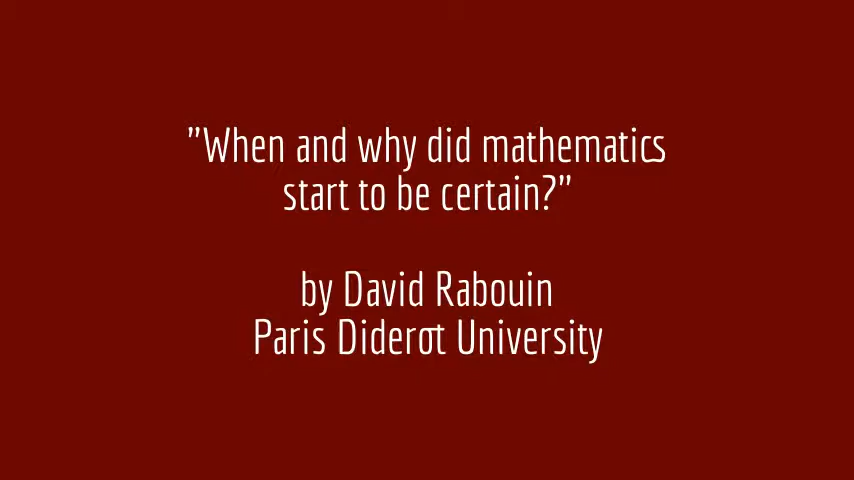 "When and why did mathematics
start to be certain?"
by David Rabouin
Paris Diderot University